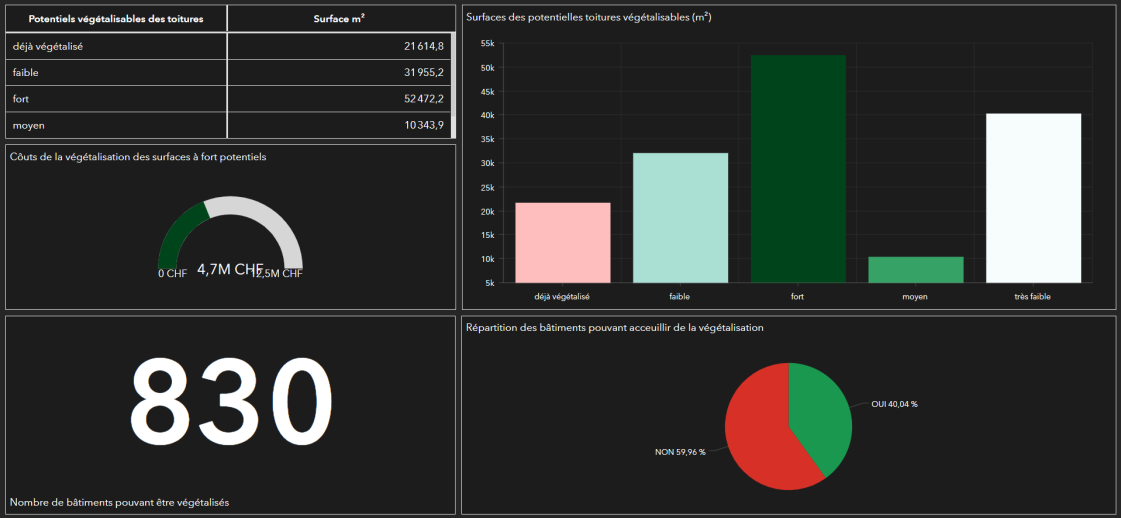 Potentiels végétalisables des toitures Surface m²
déjà végétalisé 21 614,8
faible 31 955,2
fort 52 472,2
moyen 10 343,9
Côuts de la végétalisation des surfaces à fort potentiels
4,7M CHF
0 CHF 12,5M CHF
830
Nombre de bâtiments pouvant être végétalisés
Surfaces des potentielles toitures végétalisables (m²)
55k
50k
45k
40k
35k
30k
25k
20k
15k
10k
5k
déjà végétalisé faible fort moyen très faible
Répartition des bâtiments pouvant acceuillir de la végétalisation
OUI 40,04 %
NON 59,96 %